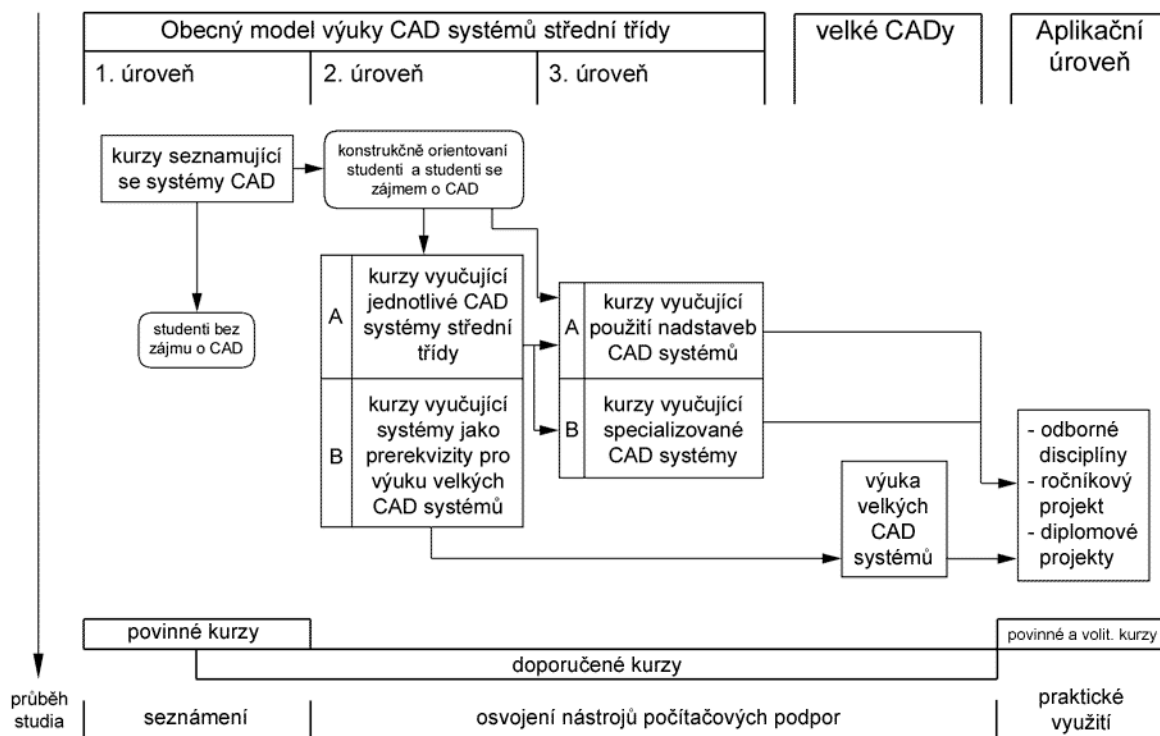 Obecný model výuky CAD systémů střední třídy
velké CADy
Aplikační
úroveň
1. úroveň
2. úroveň
3. úroveň
kurzy seznamující
se systémy CAD
konstrukčně orientovaní
studenti a studenti se
zájmem o CAD
studenti bez
zájmu o CAD
A
kurzy vyučující
jednotlivé CAD
systémy střední
třídy
B
kurzy vyučující
systémy jako
prerekvizity pro
výuku velkých
CAD systémů
A
kurzy vyučující
použití nadstaveb
CAD systémů
B
kurzy vyučující
specializované
CAD systémy
výuka
velkých
CAD
systémů
- odborné
disciplíny
- ročníkový
projekt
- diplomové
projekty
povinné kurzy
povinné a volit. kurzy
doporučené kurzy
průběh
studia
seznámení
osvojení nástrojů počítačových podpor
praktické
využití